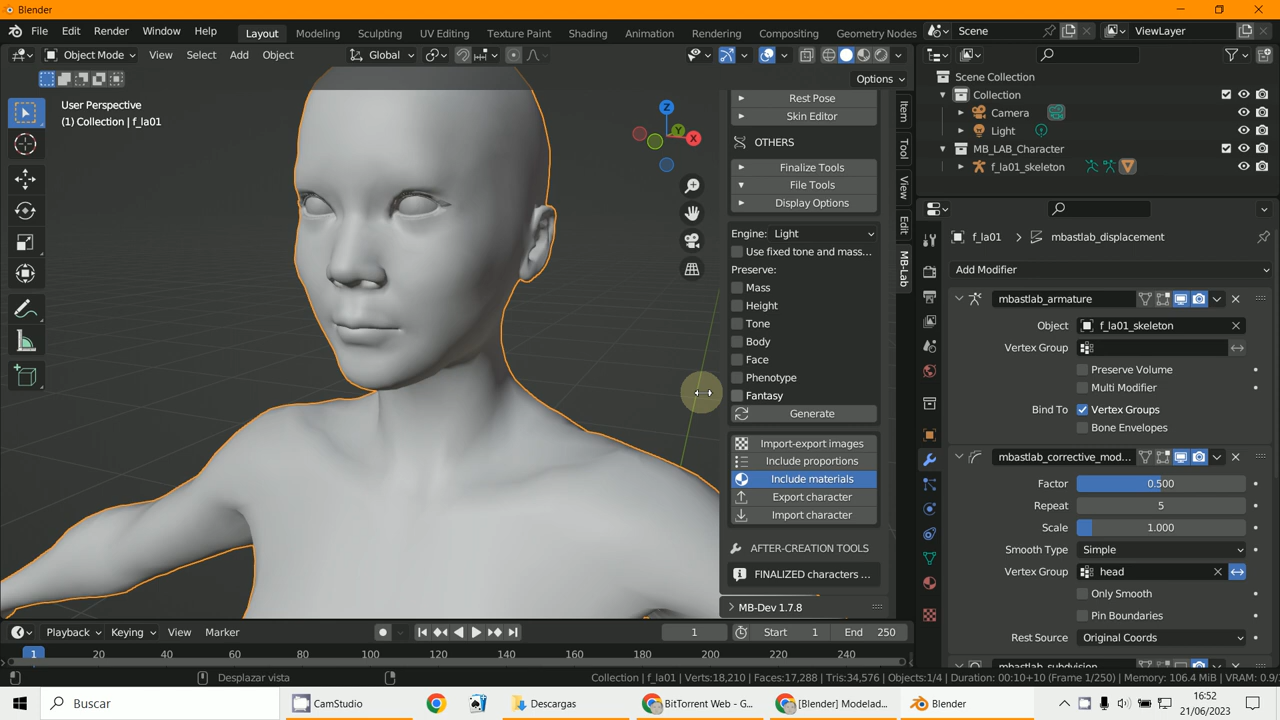 Blender
File Edit Render Window Help Layout Modeling Sculpting UV Editing Texture Paint Shading Animation Rendering Compositing Geometry Nodes Scene ViewLayer
Object Mode View Select Add Object Global
Options
User Perspective
(1) Collection | f_la01
Z
Y
X
Rest Pose
Skin Editor
OTHERS
Finalize Tools
File Tools
Display Options
Engine: Light
Use fixed tone and mass...
Preserve:
Mass
Height
Tone
Body
Face
Phenotype
Fantasy
Generate
Import-export images
Include proportions
Include materials
Export character
Import character
AFTER-CREATION TOOLS
FINALIZED characters ...
MB-Dev 1.7.8
Item
Tool
View
Edit
MB-Lab
Scene Collection
Collection
Camera
Light
MB_LAB_Character
f_la01_skeleton
f_la01 > mbastlab_displacement
Add Modifier
mbastlab_armature
Object f_la01_skeleton
Vertex Group
Preserve Volume
Multi Modifier
Bind To Vertex Groups
Bone Envelopes
mbastlab_corrective_mod...
Factor 0.500
Repeat 5
Scale 1.000
Smooth Type Simple
Vertex Group head
Only Smooth
Pin Boundaries
Rest Source Original Coords
mbastlab_subdivision
Playback Keying View Marker 1 Start 1 End 250
1 20 40 60 80 100 120 140 160 180 200 220 240
Desplazar vista Collection | f_la01 | Verts:18,210 | Faces:17,288 | Tris:34,576 | Objects:1/4 | Duration: 00:10+10 (Frame 1/250) | Memory: 106.4 MiB | VRAM: 0.9/
Buscar CamStudio Descargas BitTorrent Web - G... [Blender] Modelad... Blender
16:52
21/06/2023